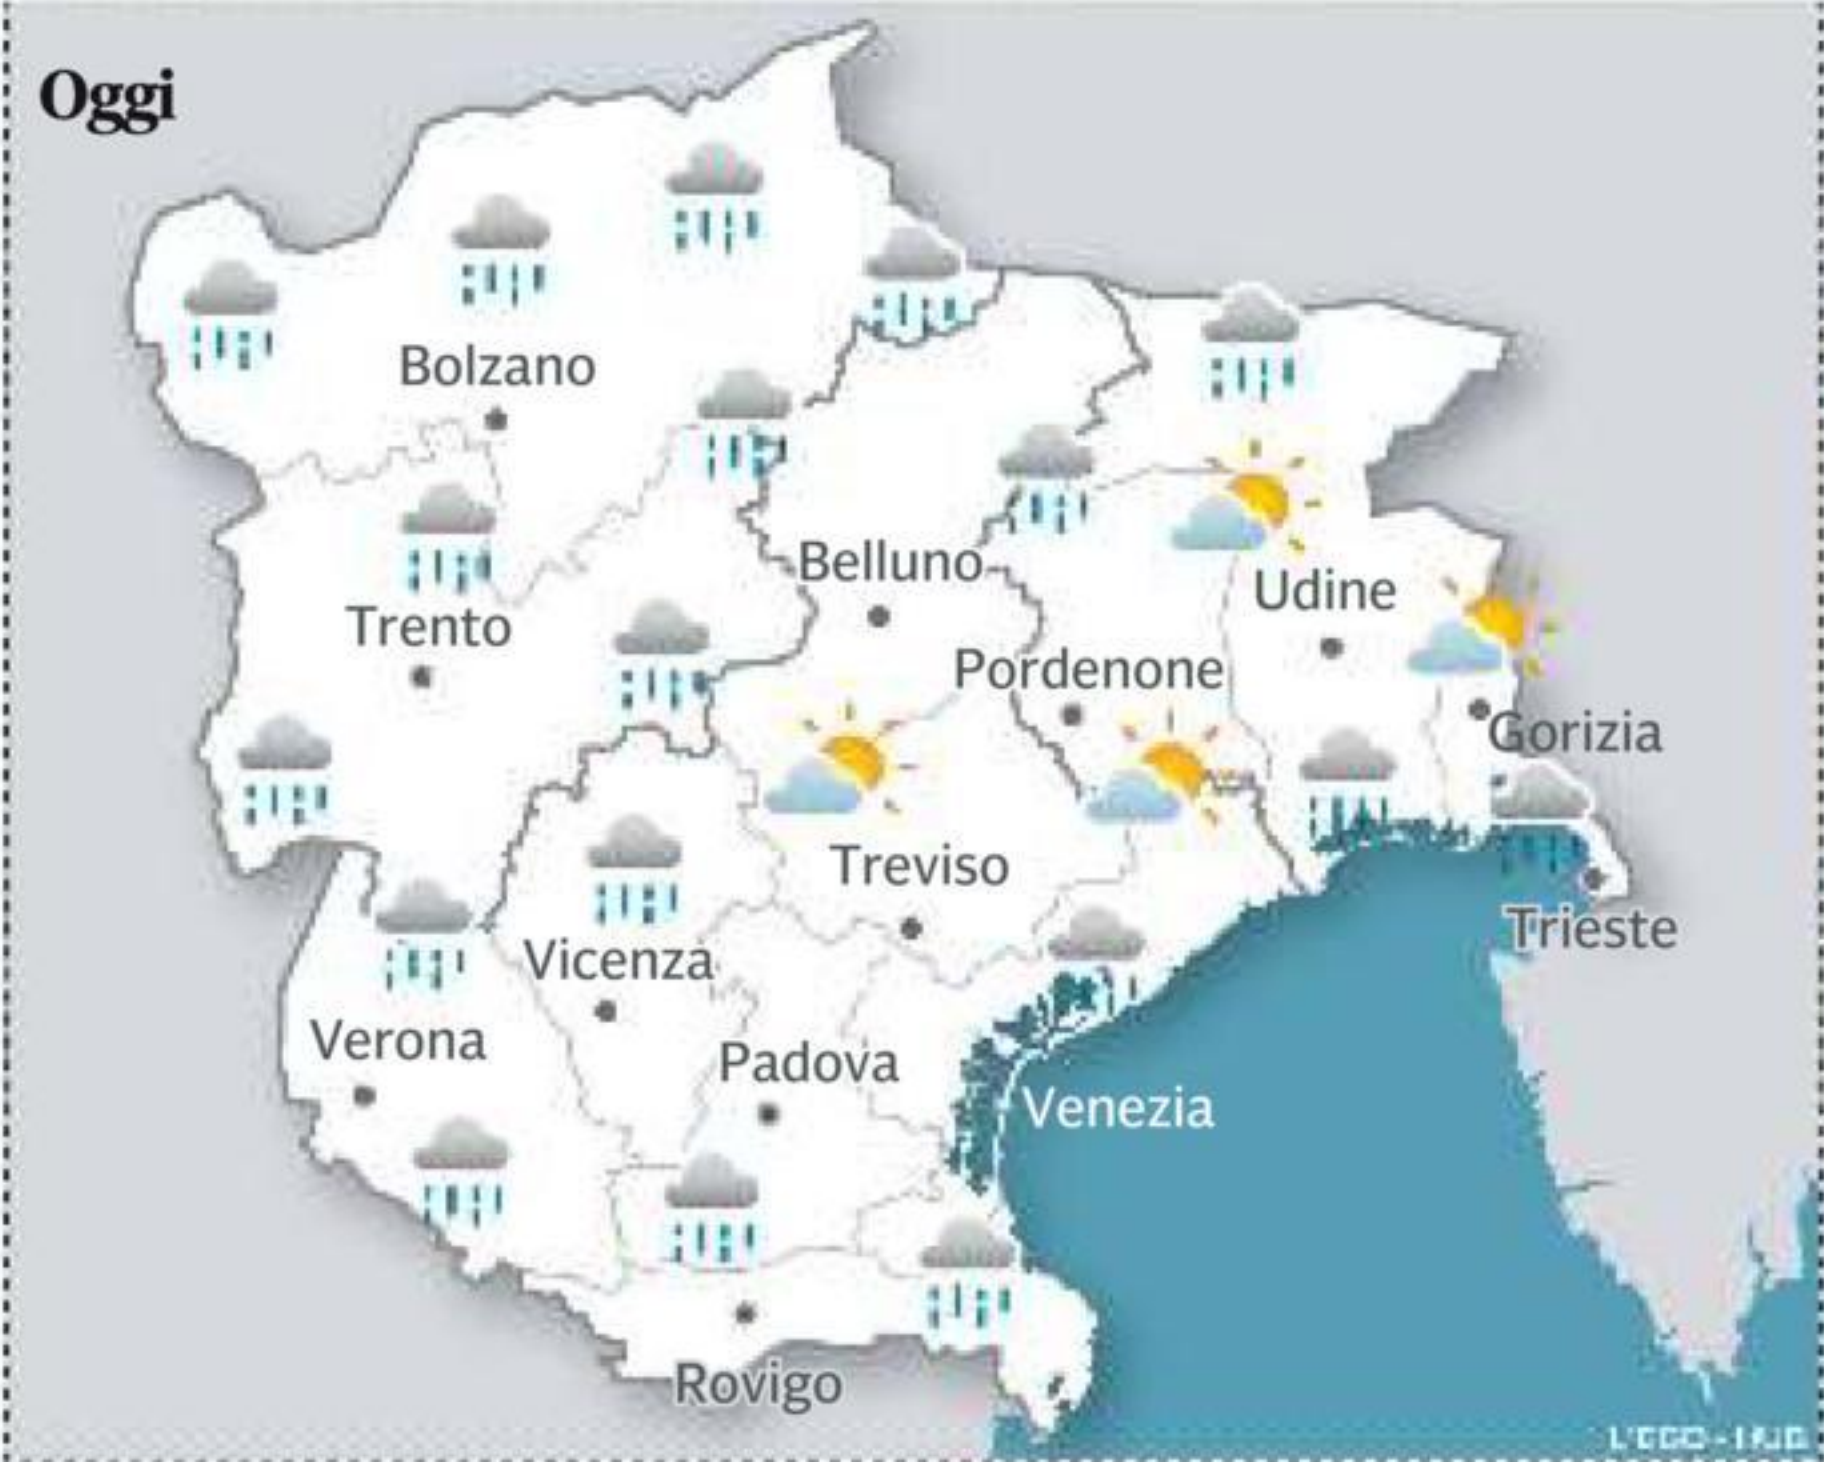 Oggi
Bolzano
Trento
Belluno
Udine
Pordenone
Gorizia
Treviso
Trieste
Vicenza
Verona
Padova
Venezia
Rovigo